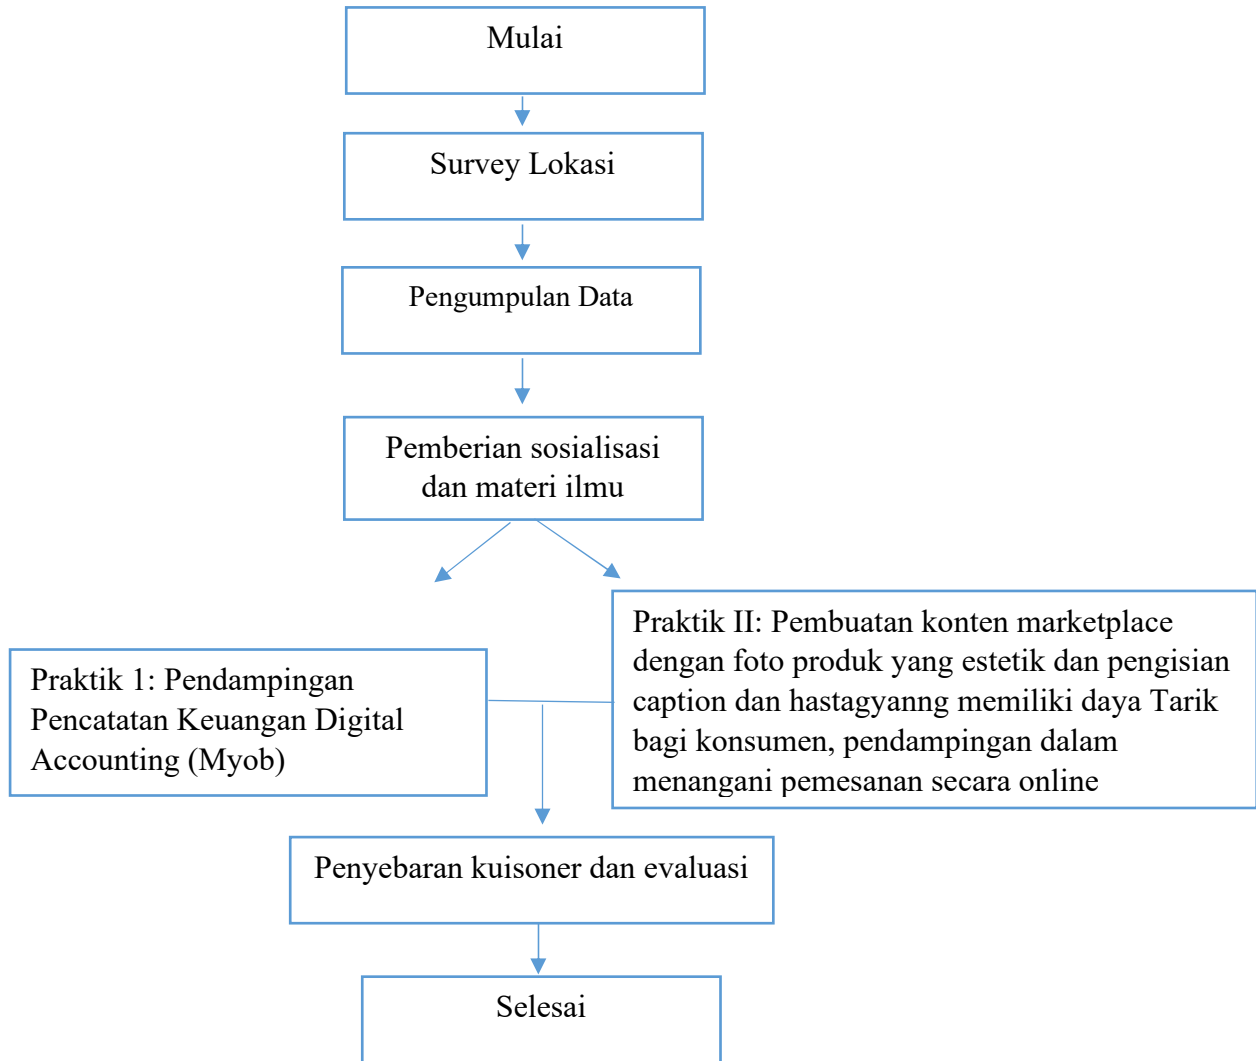 Mulai
Survey Lokasi
Pengumpulan Data
Pemberian sosialisasi
dan materi ilmu
Praktik 1: Pendampingan
Pencatatan Keuangan Digital
Accounting (Myob)
Praktik II: Pembuatan konten marketplace
dengan foto produk yang estetik dan pengisian
caption dan hastagyanng memiliki daya Tarik
bagi konsumen, pendampingan dalam
menangani pemesanan secara online
Penyebaran kuisoner dan evaluasi
Selesai